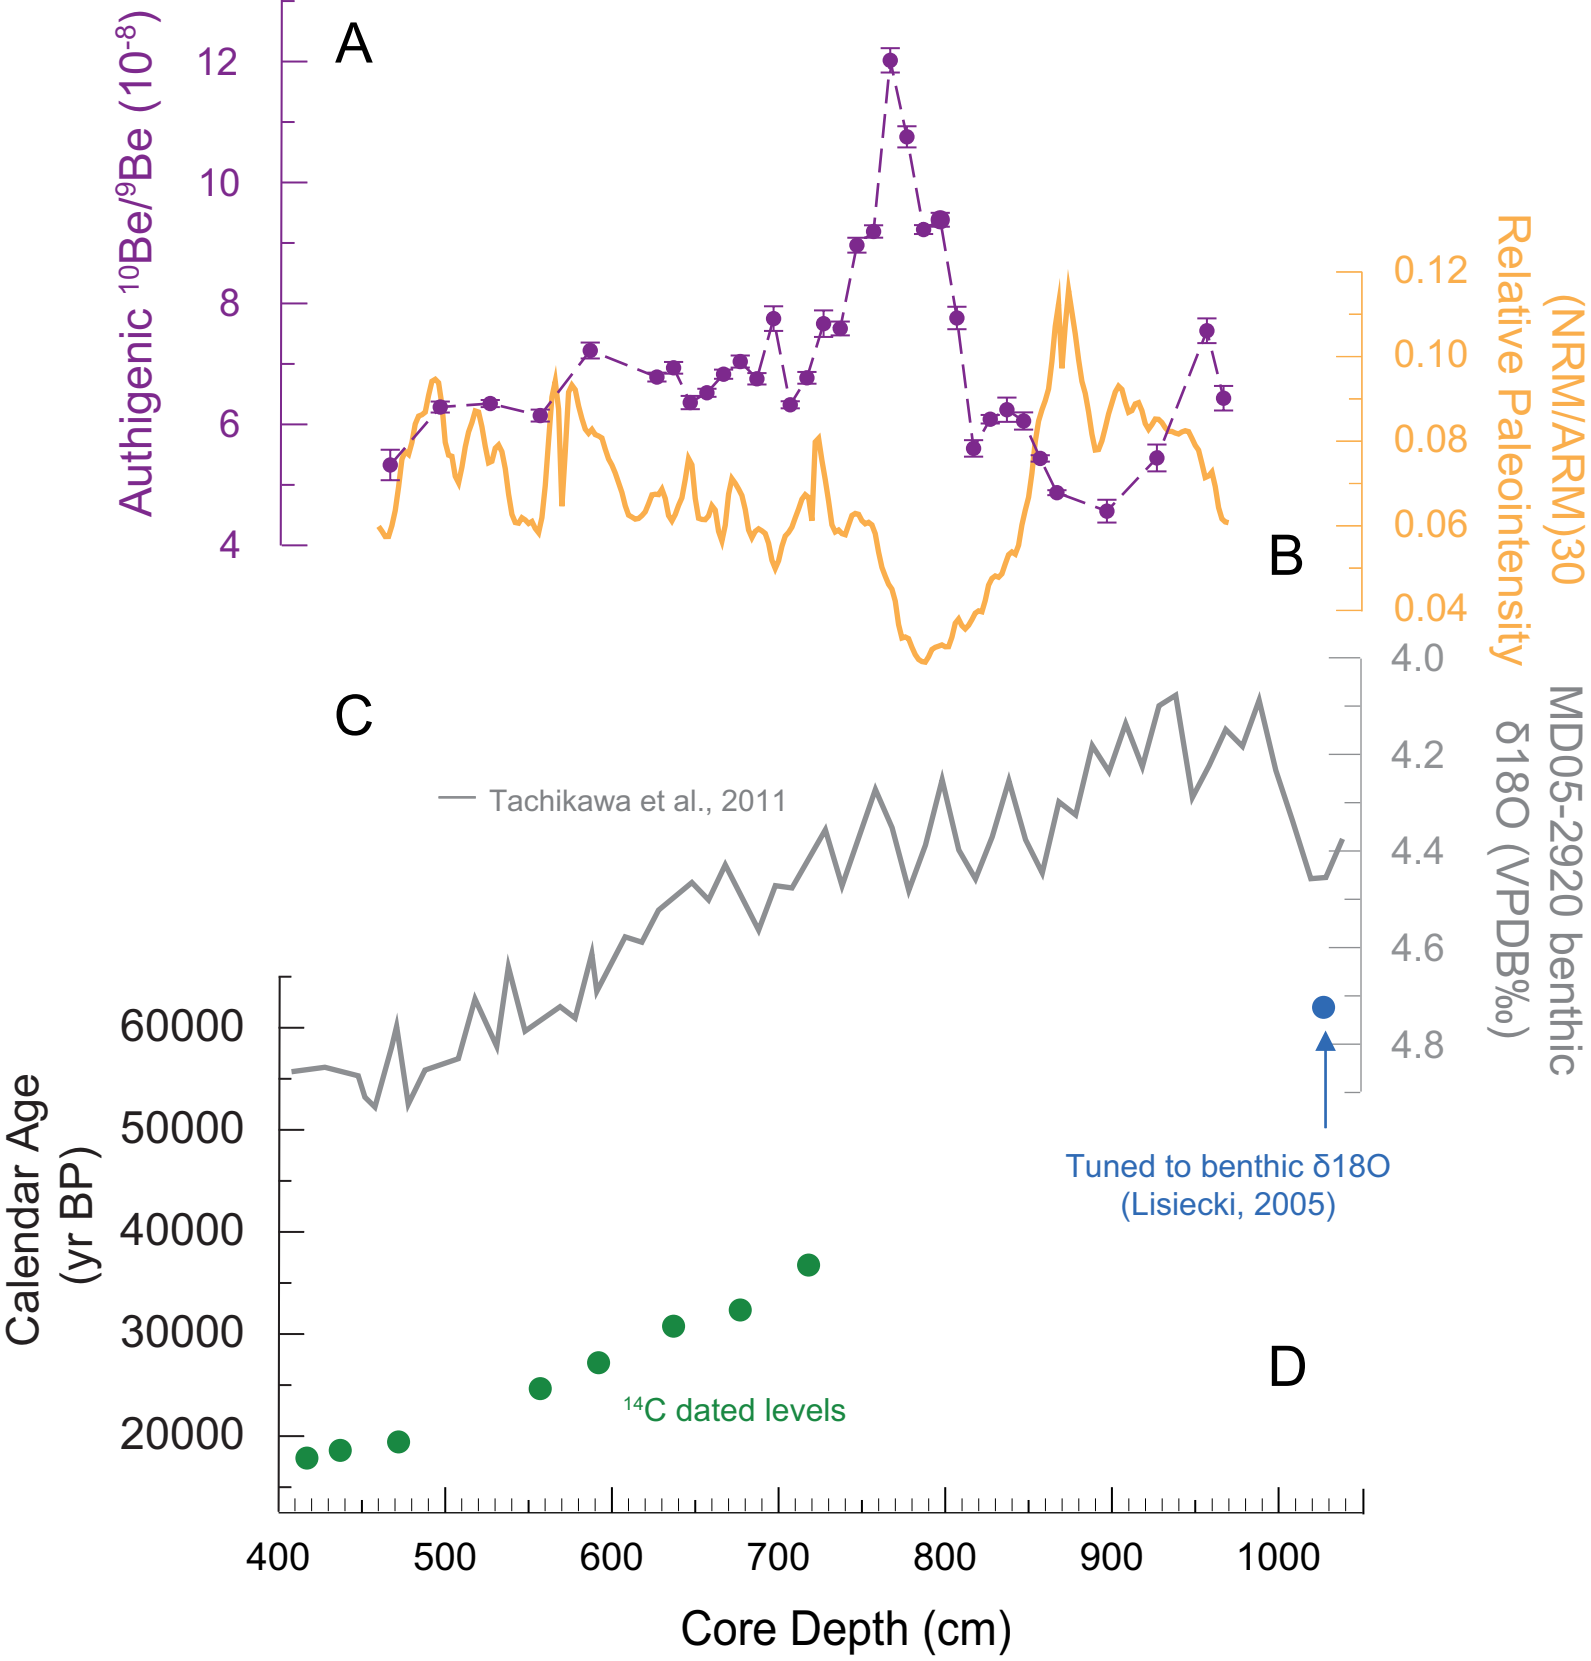 A
Authigenic ¹⁰Be/⁹Be (10⁻⁸)
12
10
8
6
4
B
0.12
0.10
0.08
0.06
0.04
Relative Paleointensity
(NRM/ARM)30
C
Tachikawa et al., 2011
4.0
4.2
4.4
4.6
4.8
MD05-2920 benthic
δ18O (VPDB‰)
Calendar Age
(yr BP)
60000
50000
40000
30000
20000
Tuned to benthic δ18O
(Lisiecki, 2005)
D
¹⁴C dated levels
400 500 600 700 800 900 1000
Core Depth (cm)